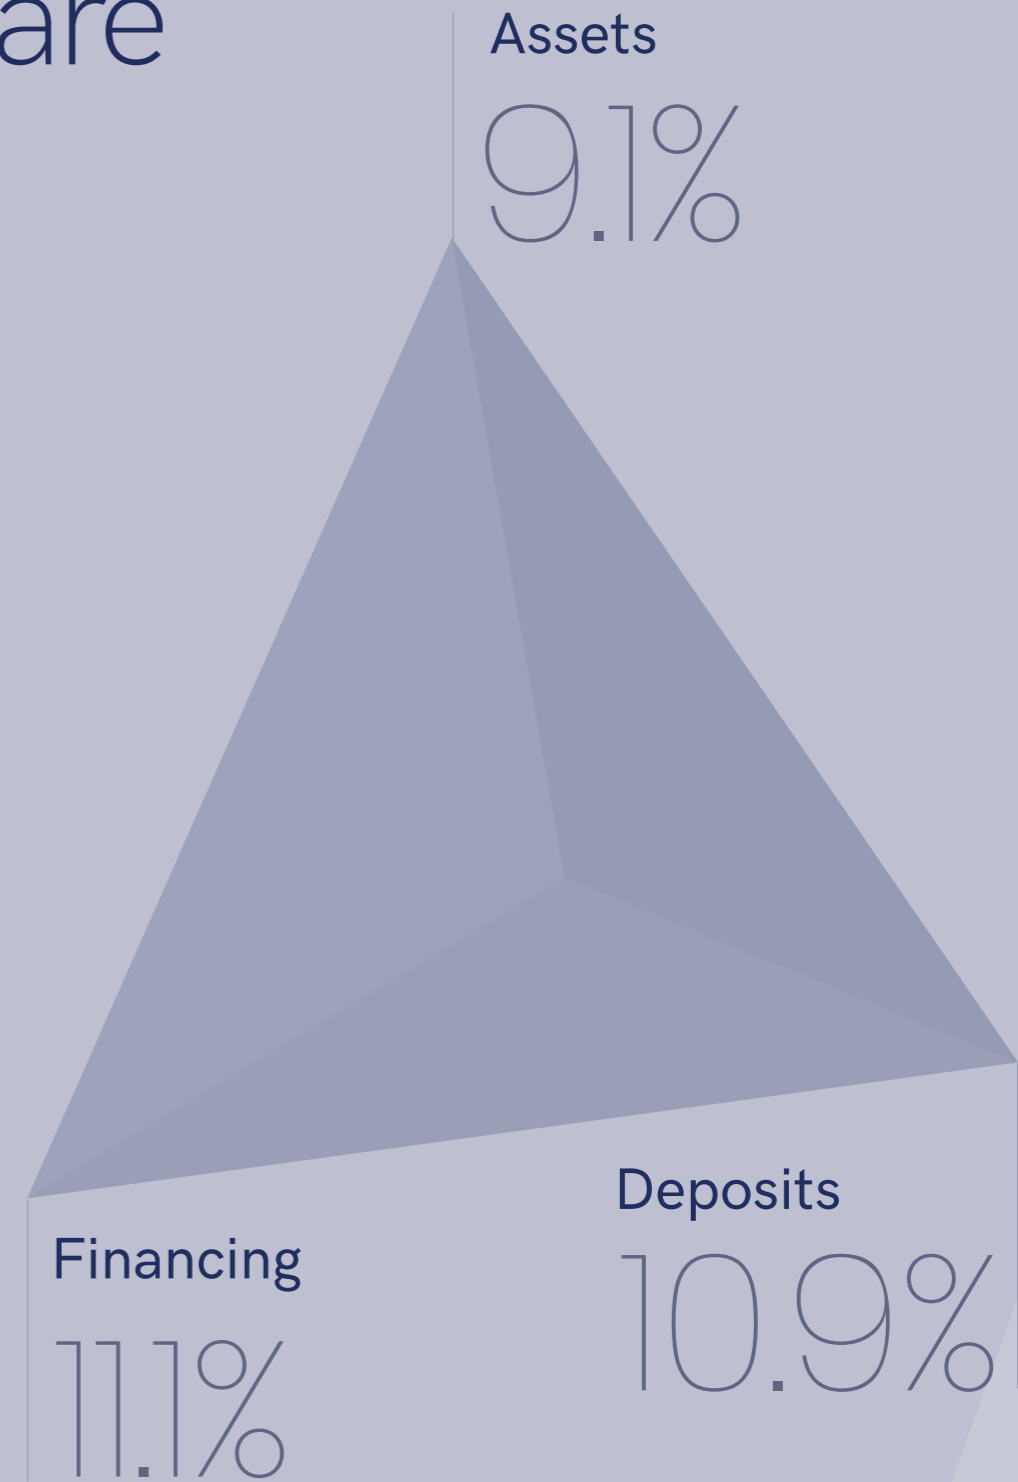 are
Assets
9.1%
Deposits
10.9%
Financing
11.1%